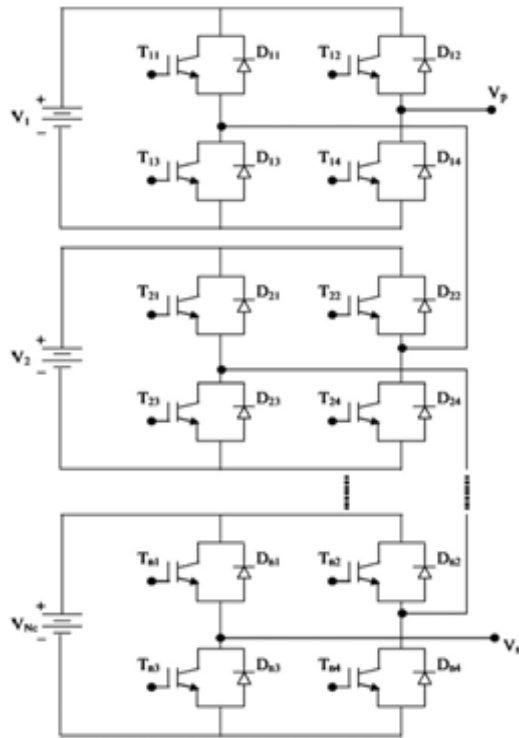 T11 D11 T12 D12
+
V1
−
Vp
T13 D13 T14 D14
T21 D21 T22 D22
+
V2
−
T23 D23 T24 D24
Tn1 Dn1 Tn2 Dn2
+
VNc
−
Tn3 Dn3 Tn4 Dn4